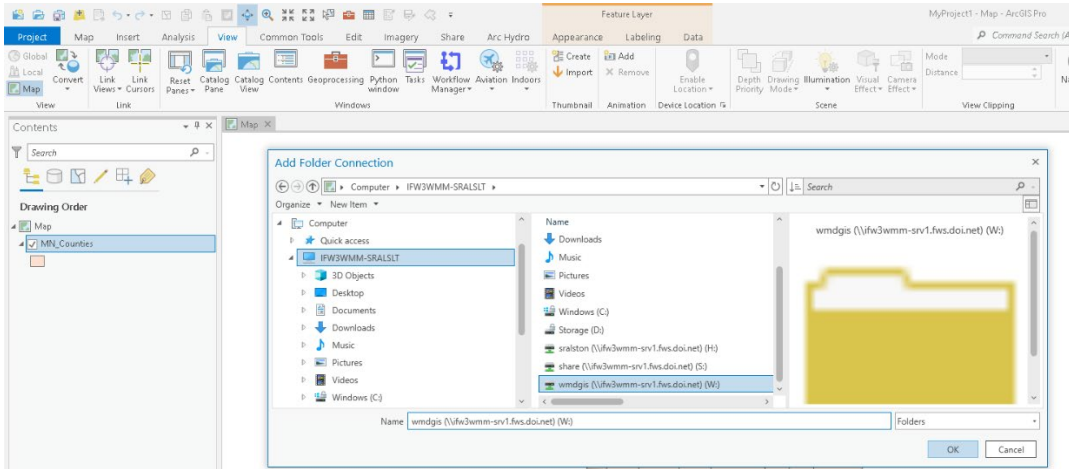 Feature Layer
MyProject1 - Map - ArcGIS Pro
Project Map Insert Analysis View Common Tools Edit Imagery Share Arc Hydro Appearance Labeling Data
Command Search (A
Global
Local
Map
Convert
Link Views
Link Cursors
Reset Panes
Catalog Pane
Catalog View
Contents
Geoprocessing
Python window
Tasks
Workflow Manager
Aviation
Indoors
Create
Import
Add
Remove
Enable Location
Depth Priority
Drawing Mode
Illumination
Visual Effect
Camera Effect
Mode
Distance
Na
View Link Windows Thumbnail Animation Device Location Scene View Clipping
Contents
Map
Search
Drawing Order
Map
MN_Counties
Add Folder Connection
Computer IFW3WMM-SRALSLT
Search
Organize New Item
Computer
Quick access
IFW3WMM-SRALSLT
3D Objects
Desktop
Documents
Downloads
Music
Pictures
Videos
Windows (C:)
Name
Downloads
Music
Pictures
Videos
Windows (C:)
Storage (D:)
sralston (\\ifw3wmm-srv1.fws.doi.net) (H:)
share (\\ifw3wmm-srv1.fws.doi.net) (S:)
wmdgis (\\ifw3wmm-srv1.fws.doi.net) (W:)
wmdgis (\\ifw3wmm-srv1.fws.doi.net) (W:)
Name wmdgis (\\ifw3wmm-srv1.fws.doi.net) (W:)
Folders
OK Cancel